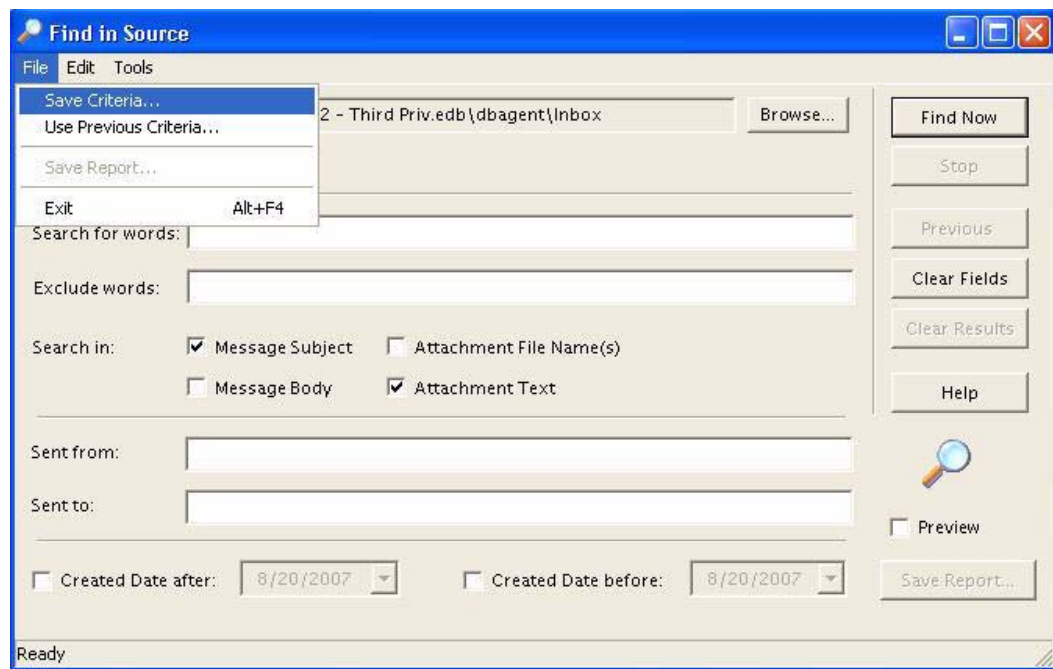 Find in Source
File Edit Tools
Save Criteria...
Use Previous Criteria...
Save Report...
Exit Alt+F4
2 - Third Priv.edb\dbagent\Inbox
Browse...
Find Now
Stop
Previous
Clear Fields
Clear Results
Help
Search for words:
Exclude words:
Search in:
Message Subject
Attachment File Name(s)
Message Body
Attachment Text
Sent from:
Sent to:
Preview
Created Date after: 8/20/2007
Created Date before: 8/20/2007
Save Report...
Ready